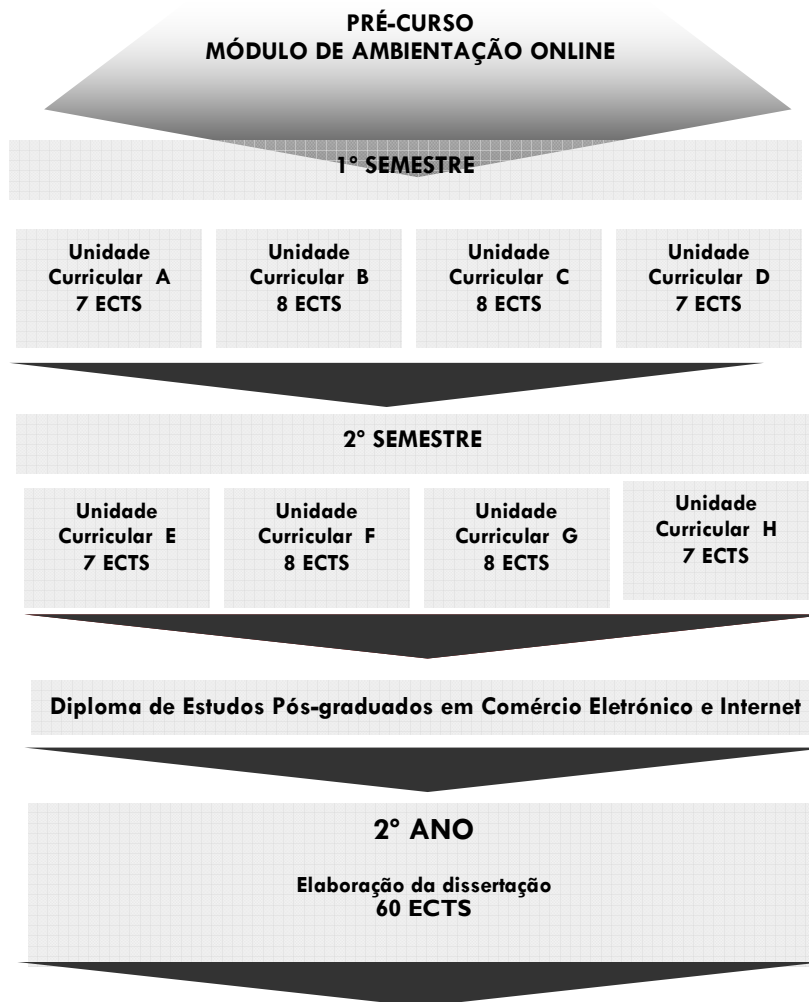 PRÉ-CURSO
MÓDULO DE AMBIENTAÇÃO ONLINE
1º SEMESTRE
Unidade
Curricular A
7 ECTS
Unidade
Curricular B
8 ECTS
Unidade
Curricular C
8 ECTS
Unidade
Curricular D
7 ECTS
2º SEMESTRE
Unidade
Curricular E
7 ECTS
Unidade
Curricular F
8 ECTS
Unidade
Curricular G
8 ECTS
Unidade
Curricular H
7 ECTS
Diploma de Estudos Pós-graduados em Comércio Eletrónico e Internet
2º ANO
Elaboração da dissertação
60 ECTS